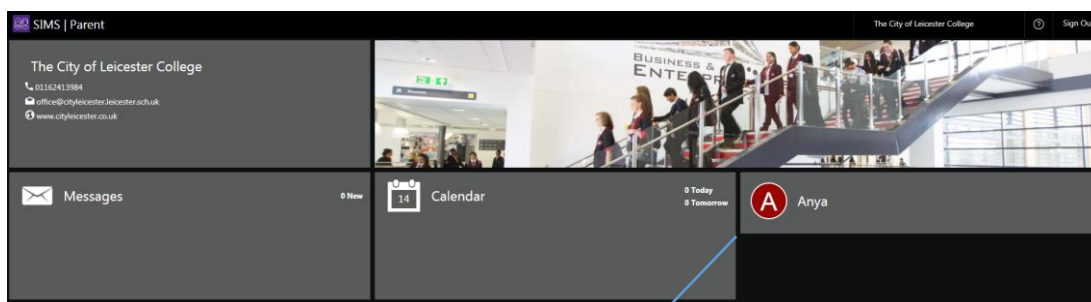 SIMS | Parent
The City of Leicester College
Sign Ou
The City of Leicester College
01162413984
office@cityleicester.leicester.sch.uk
www.cityleicester.co.uk
BUSINESS &
ENTERPR
Messages
0 New
14
Calendar
0 Today
0 Tomorrow
A
Anya